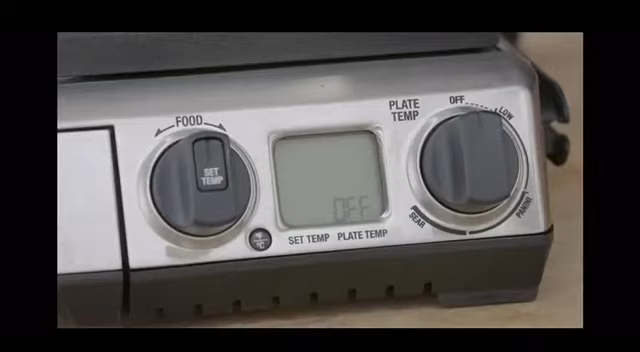 FOOD
SET
TEMP
°F
°C
OFF
SET TEMP PLATE TEMP
PLATE
TEMP
OFF
LOW
PANINI
SEAR